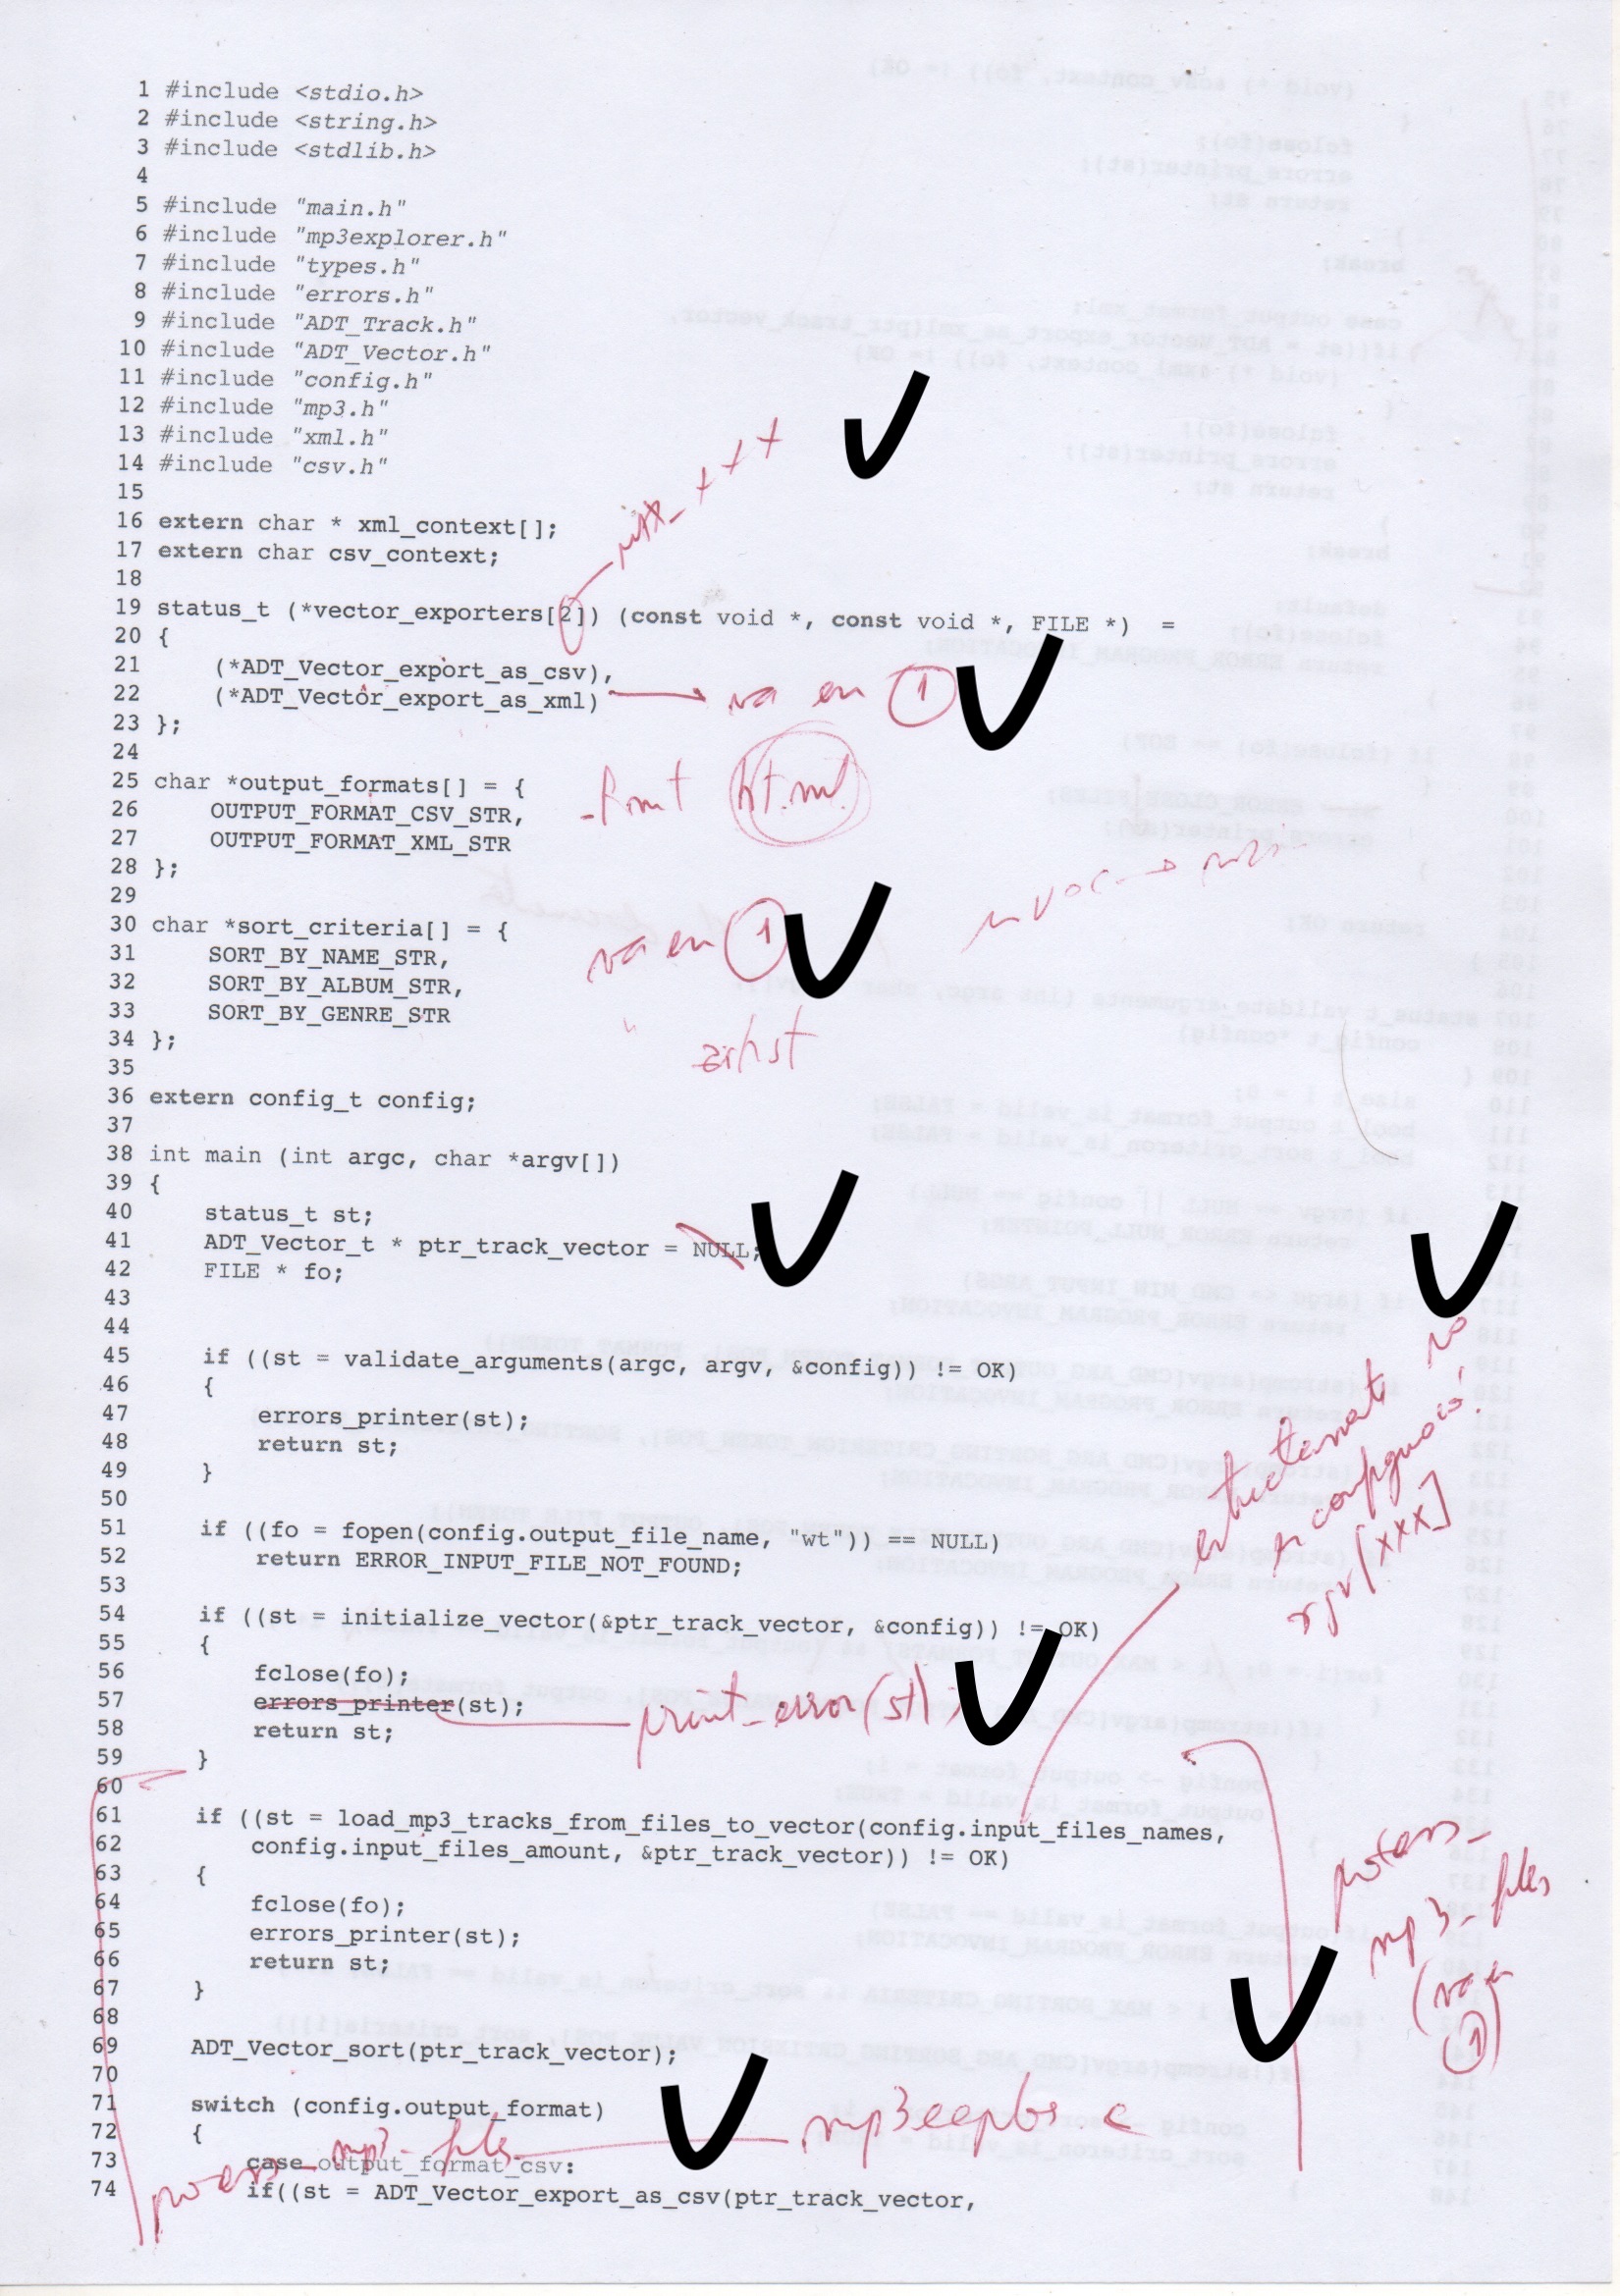 1 #include <stdio.h>
2 #include <string.h>
3 #include <stdlib.h>
4
5 #include "main.h"
6 #include "mp3explorer.h"
7 #include "types.h"
8 #include "errors.h"
9 #include "ADT_Track.h"
10 #include "ADT_Vector.h"
11 #include "config.h"
12 #include "mp3.h"
13 #include "xml.h"
14 #include "csv.h"
15
16 extern char * xml_context[];
17 extern char csv_context;
18
19 status_t (*vector_exporters[2]) (const void *, const void *, FILE *) =
20 {
21 (*ADT_Vector_export_as_csv),
22 (*ADT_Vector_export_as_xml) va en 1
23 };
24
25 char *output_formats[] = {
26 OUTPUT_FORMAT_CSV_STR, -fmt html
27 OUTPUT_FORMAT_XML_STR
28 };
29
30 char *sort_criteria[] = {
31 SORT_BY_NAME_STR, va en 1
32 SORT_BY_ALBUM_STR,
33 SORT_BY_GENRE_STR
34 }; artist
35
36 extern config_t config;
37
38 int main (int argc, char *argv[])
39 {
40 status_t st;
41 ADT_Vector_t * ptr_track_vector = NULL;
42 FILE * fo;
43
44
45 if ((st = validate_arguments(argc, argv, &config)) != OK)
46 {
47 errors_printer(st);
48 return st;
49 }
50
51 if ((fo = fopen(config.output_file_name, "wt")) == NULL)
52 return ERROR_INPUT_FILE_NOT_FOUND;
53
54 if ((st = initialize_vector(&ptr_track_vector, &config)) != OK)
55 {
56 fclose(fo);
57 errors_printer(st); print_error(st);
58 return st;
59 }
60
61 if ((st = load_mp3_tracks_from_files_to_vector(config.input_files_names,
62 config.input_files_amount, &ptr_track_vector)) != OK)
63 {
64 fclose(fo);
65 errors_printer(st);
66 return st;
67 }
68
69 ADT_Vector_sort(ptr_track_vector);
70
71 switch (config.output_format)
72 {
73 case output_format_csv:
74 if((st = ADT_Vector_export_as_csv(ptr_track_vector,
estrictamente no
argv[xxx]
process_
mp3_files
(va en
1)
process_mp3_files